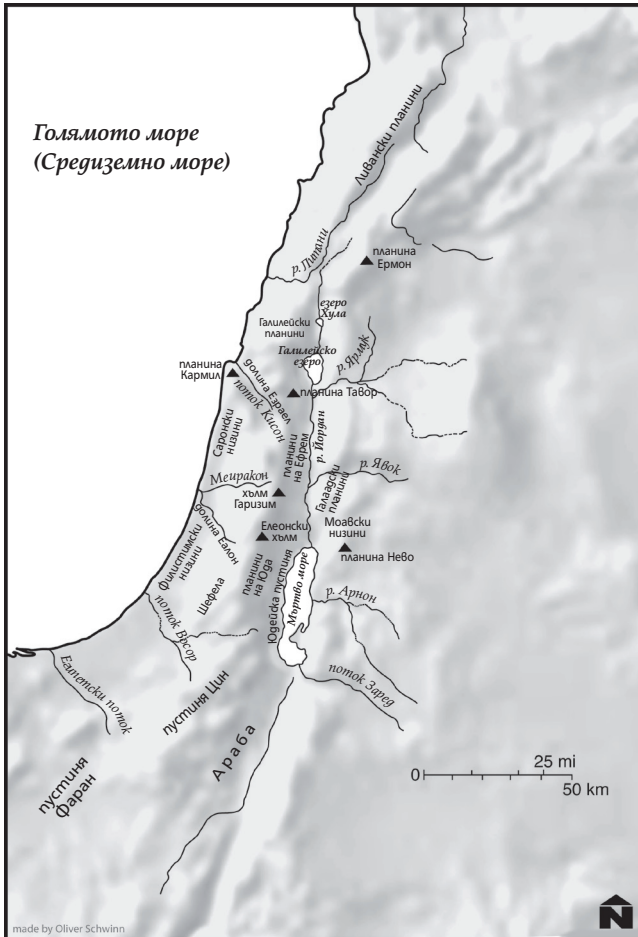 Голямото море
(Средиземно море)
Ливански планини
р. Литани
планина
Ермон
езеро
Хула
Галилейски
планини
Галилейско
езеро
р. Ярмук
планина
Кармил
долина Езраел
поток Кисон
планина Тавор
Саронски
низини
планини
на Ефрем
р. Йордан
р. Явок
Меиракон
хълм
Гаризим
Галаадски
планини
долина Еалон
Елеонски
хълм
Моавски
низини
планина Нево
Филистимски
низини
Шефела
планини
на Юда
Юдейска пустиня
Мъртво море
р. Арнон
поток Врсор
поток Заред
Египетски поток
пустиня Цин
Араба
пустиня
Фаран
25 mi
0
50 km
N
made by Oliver Schwinn